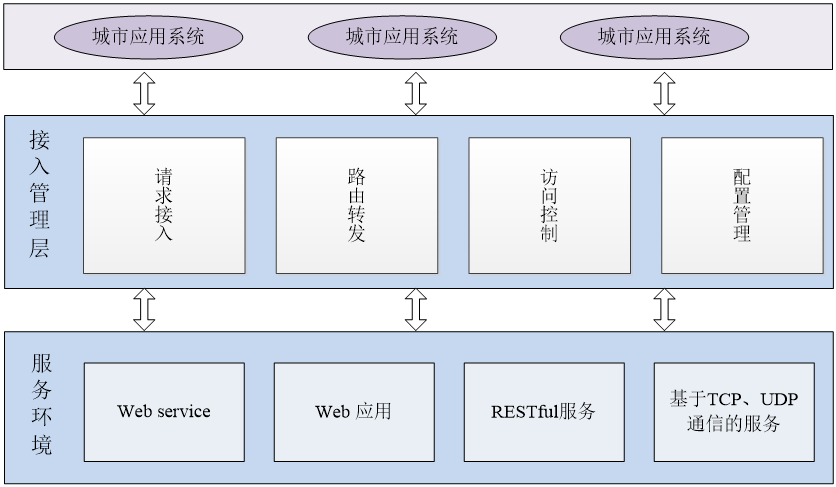 城市应用系统
城市应用系统
城市应用系统
接入管理层
请求接入
路由转发
访问控制
配置管理
服务环境
Web service
Web 应用
RESTful服务
基于TCP、UDP
通信的服务